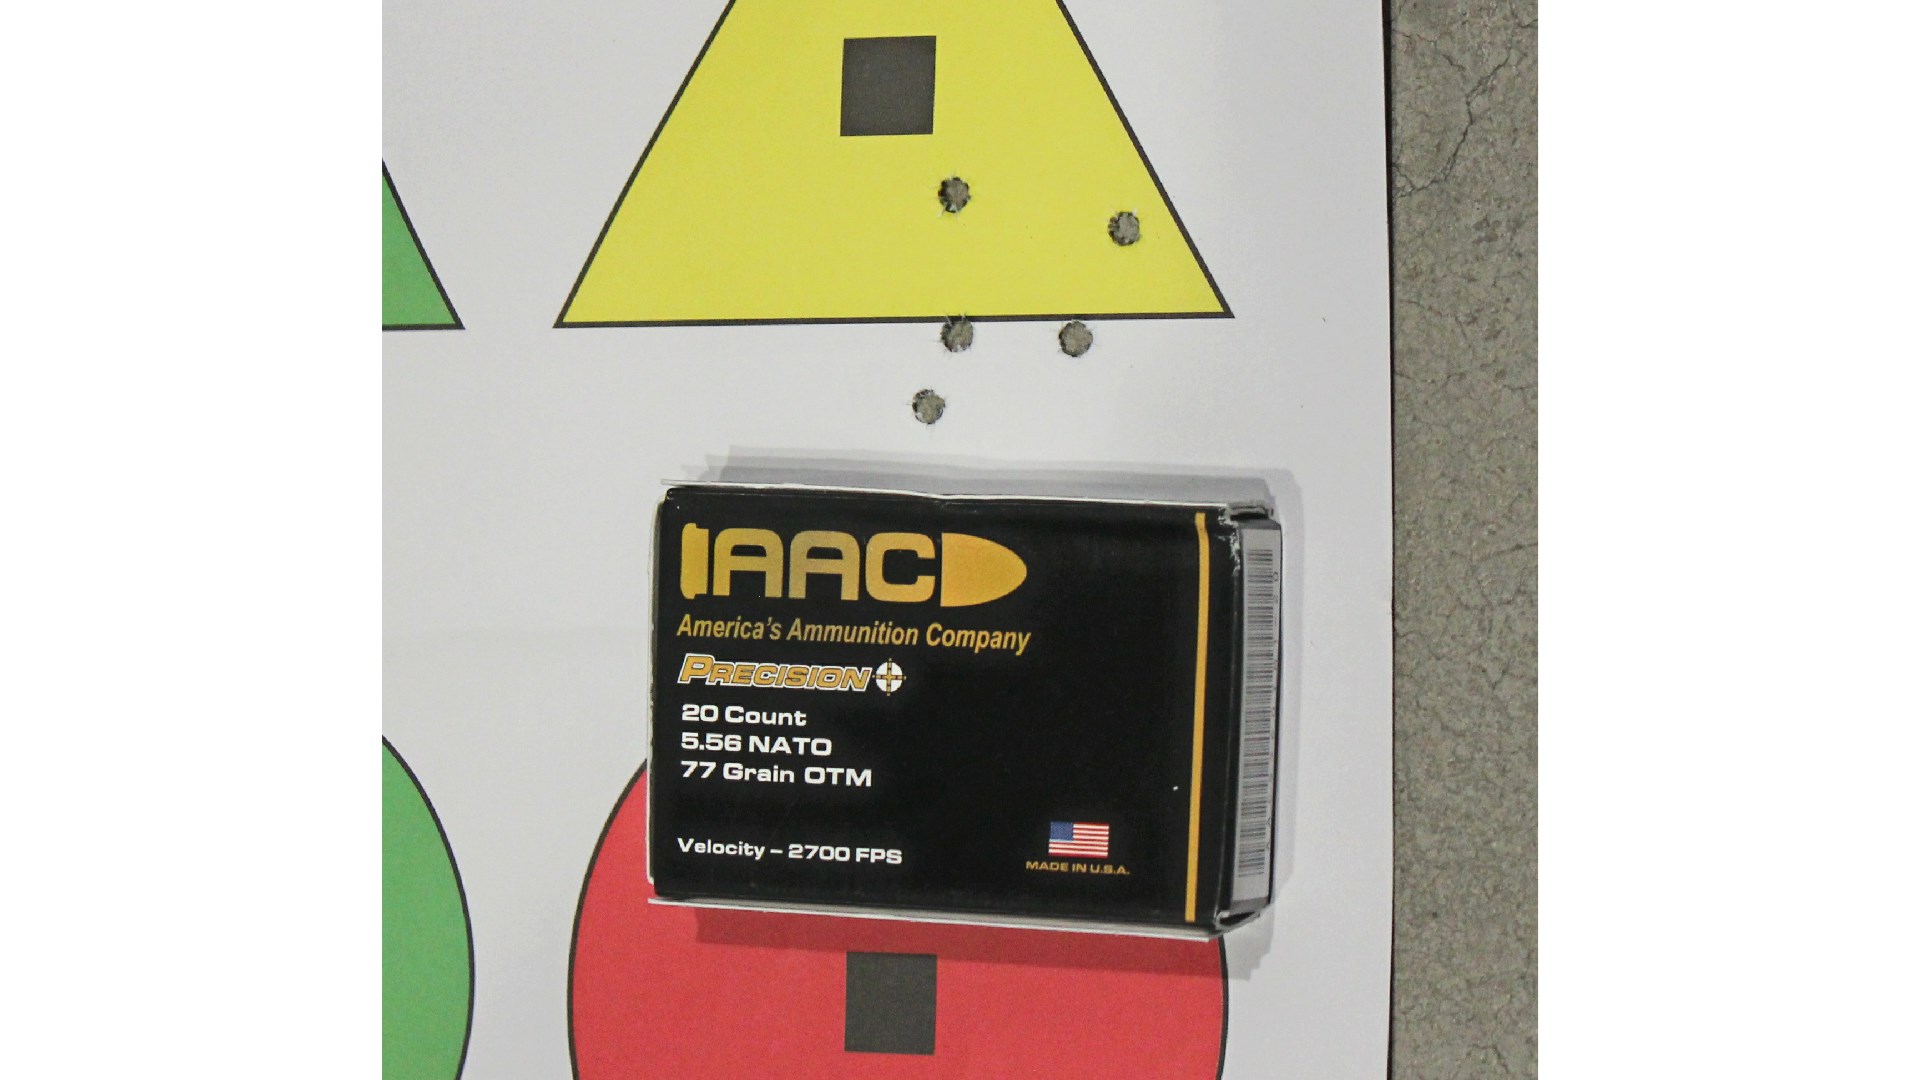 AAC
America's Ammunition Company
PRECISION
20 Count
5.56 NATO
77 Grain OTM
Velocity – 2700 FPS
MADE IN U.S.A.